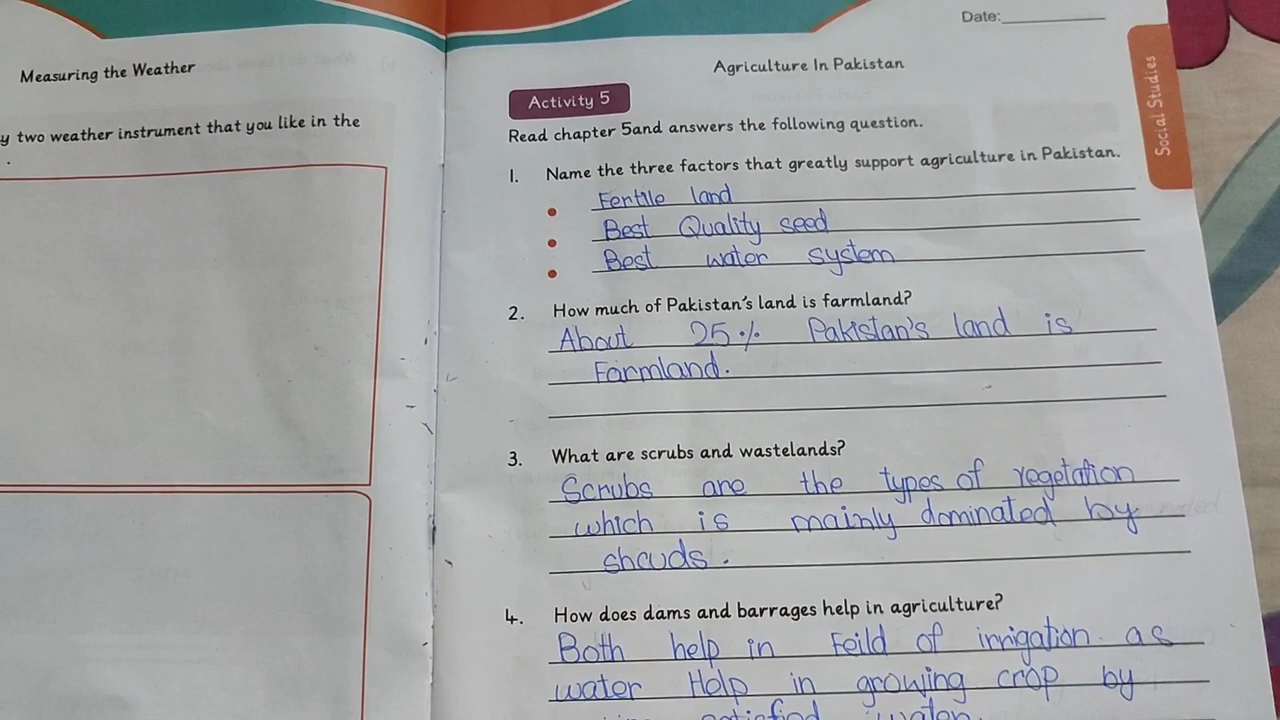 Measuring the Weather
y two weather instrument that you like in the
.
Date:
Social Studies
Agriculture In Pakistan
Activity 5
Read chapter 5and answers the following question.
1. Name the three factors that greatly support agriculture in Pakistan.
• Fertile land
• Best Quality seed
• Best water system
2. How much of Pakistan's land is farmland?
About 25% Pakistan's land is
Farmland.
3. What are scrubs and wastelands?
Scrubs are the types of vegetation
which is mainly dominated by
shruds.
4. How does dams and barrages help in agriculture?
Both help in Feild of irrigation as
water Help in growing crop by
satisfied water.